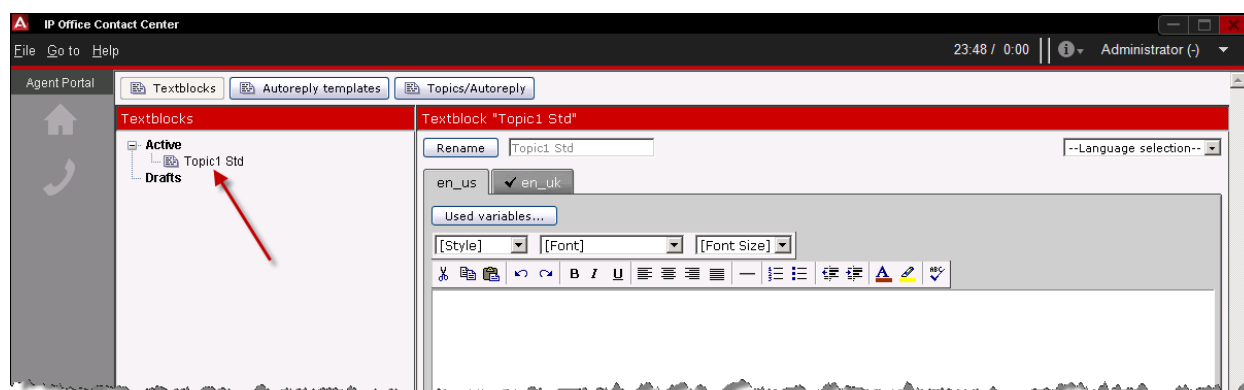 IP Office Contact Center
File Go to Help 23:48 / 0:00 Administrator (-)
Agent Portal Textblocks Autoreply templates Topics/Autoreply
Textblocks Textblock "Topic1 Std"
Active Rename Topic1 Std --Language selection--
Topic1 Std
Drafts en_us en_uk
Used variables...
[Style] [Font] [Font Size]
B I U A ABC